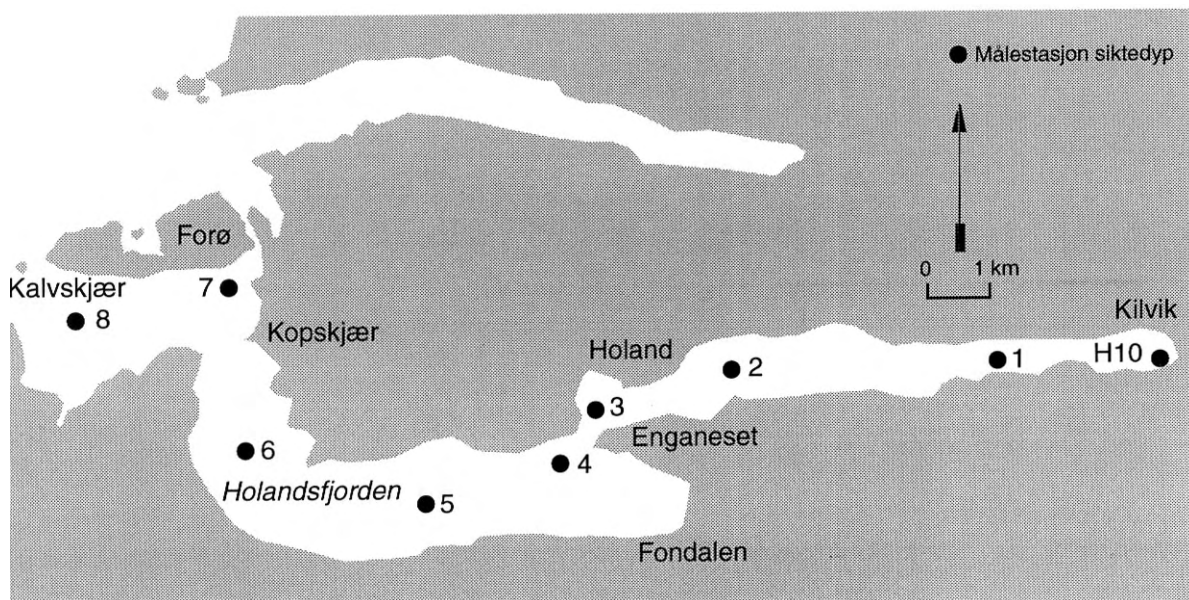 Målestasjon siktedyp
Forø
0 1 km
Kalvskjær
7
8
Kopskjær
Kilvik
Holand
2
1
H10
3
Enganeset
6
4
Holandsfjorden
5
Fondalen